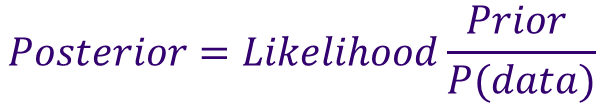 Posterior = Likelihood Prior / P(data)